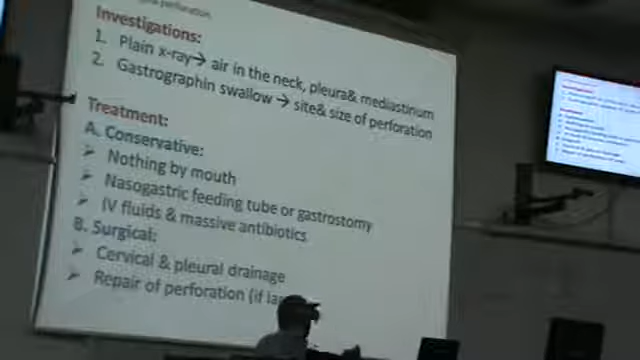 perforation
Investigations:
1. Plain x-ray→ air in the neck, pleura& mediastinum
2. Gastrographin swallow → site& size of perforation
Treatment:
A. Conservative:
➢ Nothing by mouth
➢ Nasogastric feeding tube or gastrostomy
➢ IV fluids & massive antibiotics
B. Surgical:
➢ Cervical & pleural drainage
➢ Repair of perforation (if